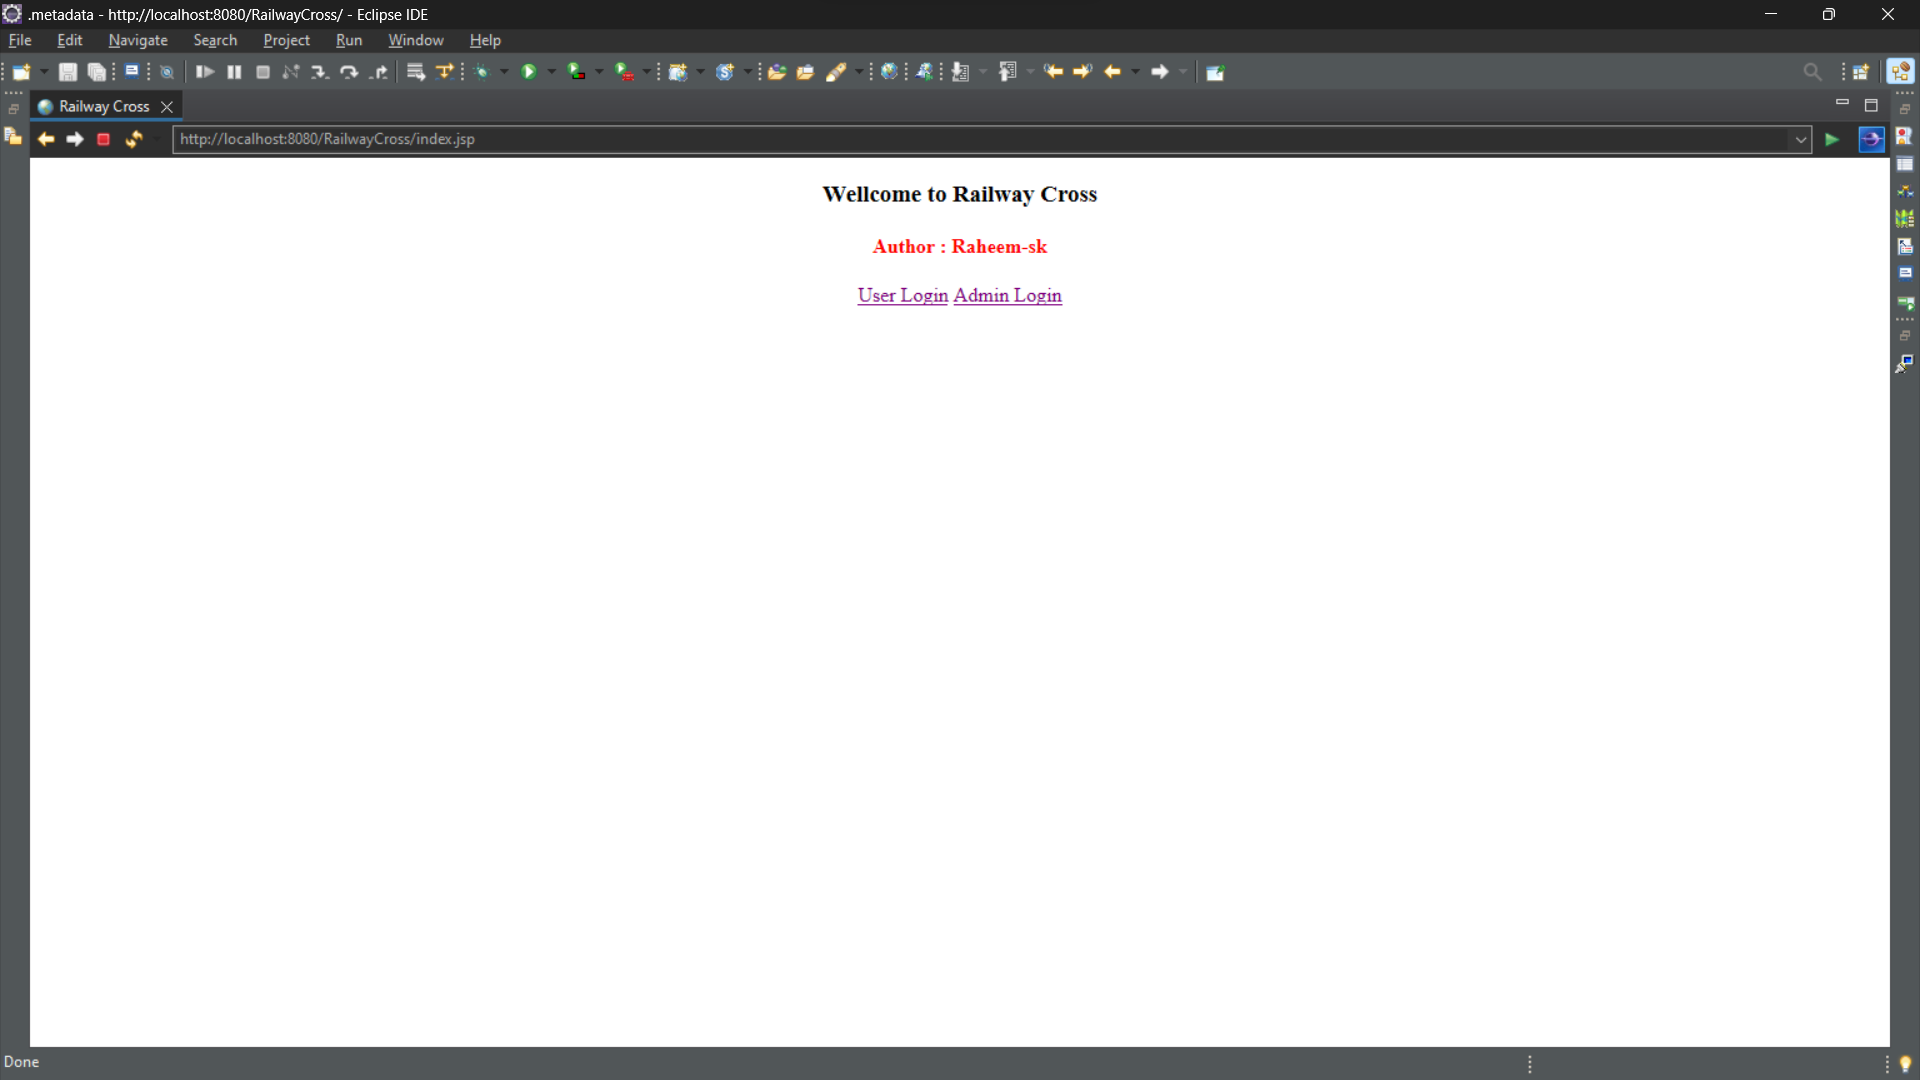 .metadata - http://localhost:8080/RailwayCross/ - Eclipse IDE
File Edit Navigate Search Project Run Window Help
Railway Cross
http://localhost:8080/RailwayCross/index.jsp
Wellcome to Railway Cross
Author : Raheem-sk
User Login Admin Login
Done